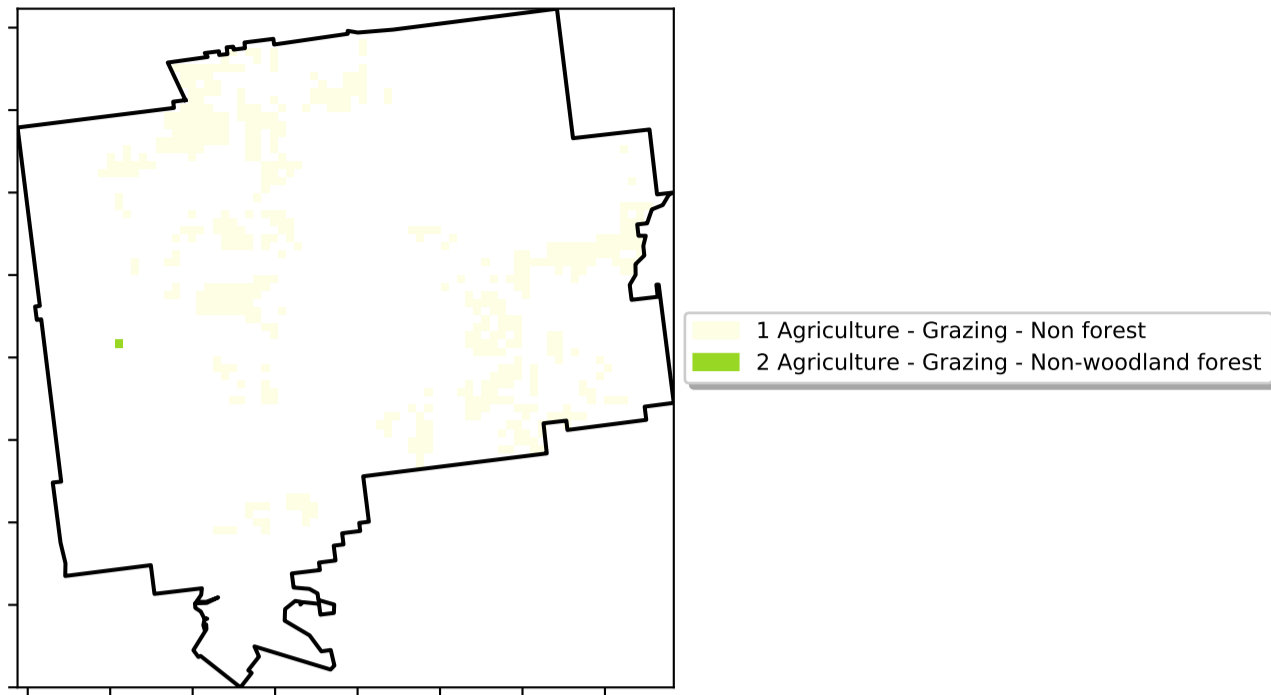 1 Agriculture - Grazing - Non forest
2 Agriculture - Grazing - Non-woodland forest